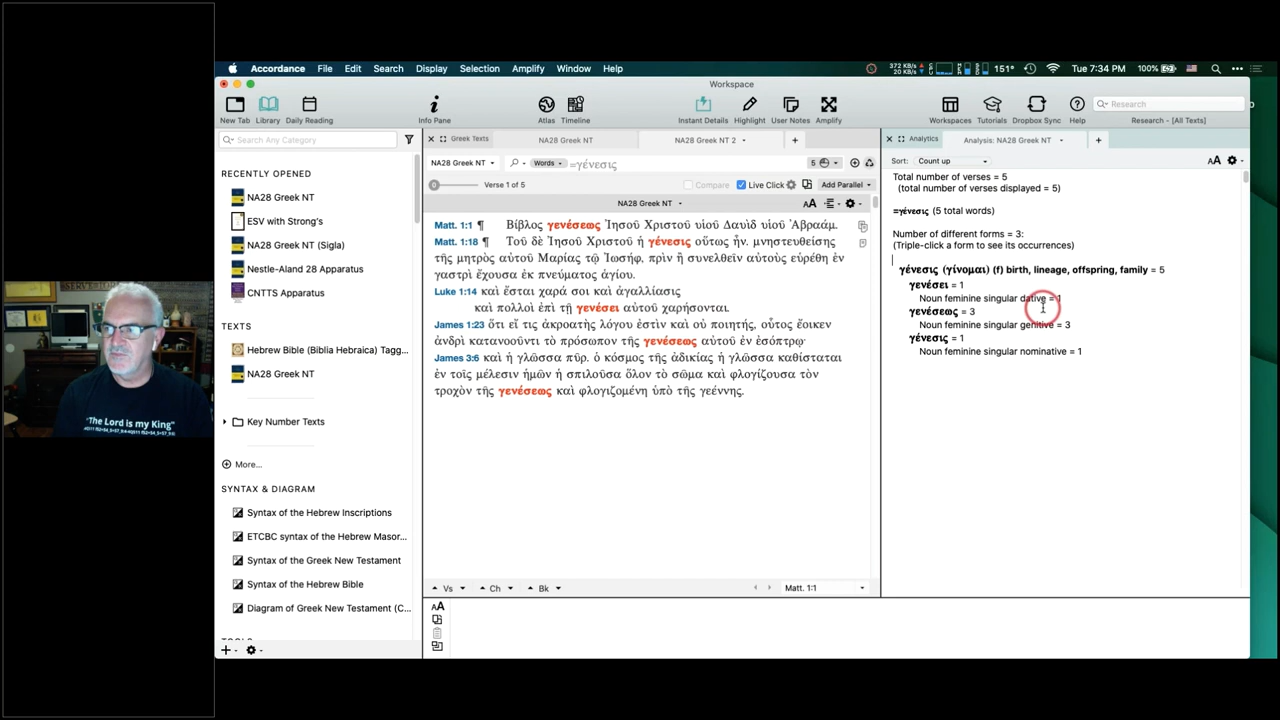 Accordance File Edit Search Display Selection Amplify Window Help
372 KB/s
20 KB/s
151° Tue 7:34 PM 100%
Workspace
New Tab Library Daily Reading Info Pane Atlas Timeline Instant Details Highlight User Notes Amplify Workspaces Tutorials Dropbox Sync Help
Research
Research - [All Texts]
Search Any Category
RECENTLY OPENED
NA28 Greek NT
ESV with Strong's
NA28 Greek NT (Sigla)
Nestle-Aland 28 Apparatus
CNTTS Apparatus
TEXTS
Hebrew Bible (Biblia Hebraica) Tagg...
NA28 Greek NT
Key Number Texts
More...
SYNTAX & DIAGRAM
Syntax of the Hebrew Inscriptions
ETCBC syntax of the Hebrew Masor...
Syntax of the Greek New Testament
Syntax of the Hebrew Bible
Diagram of Greek New Testament (C...
Greek Texts NA28 Greek NT NA28 Greek NT 2
NA28 Greek NT Words =γένεσις 5
Verse 1 of 5 Compare Live Click Add Parallel
NA28 Greek NT
Matt. 1:1 ¶ Βίβλος γενέσεως Ἰησοῦ Χριστοῦ υἱοῦ Δαυὶδ υἱοῦ Ἀβραάμ.
Matt. 1:18 ¶ Τοῦ δὲ Ἰησοῦ Χριστοῦ ἡ γένεσις οὕτως ἦν. μνηστευθείσης
τῆς μητρὸς αὐτοῦ Μαρίας τῷ Ἰωσήφ, πρὶν ἢ συνελθεῖν αὐτοὺς εὑρέθη ἐν
γαστρὶ ἔχουσα ἐκ πνεύματος ἁγίου.
Luke 1:14 καὶ ἔσται χαρά σοι καὶ ἀγαλλίασις
καὶ πολλοὶ ἐπὶ τῇ γενέσει αὐτοῦ χαρήσονται.
James 1:23 ὅτι εἴ τις ἀκροατὴς λόγου ἐστὶν καὶ οὐ ποιητής, οὗτος ἔοικεν
ἀνδρὶ κατανοοῦντι τὸ πρόσωπον τῆς γενέσεως αὐτοῦ ἐν ἐσόπτρῳ·
James 3:6 καὶ ἡ γλῶσσα πῦρ. ὁ κόσμος τῆς ἀδικίας ἡ γλῶσσα καθίσταται
ἐν τοῖς μέλεσιν ἡμῶν ἡ σπιλοῦσα ὅλον τὸ σῶμα καὶ φλογίζουσα τὸν
τροχὸν τῆς γενέσεως καὶ φλογιζομένη ὑπὸ τῆς γεέννης.
Vs Ch Bk Matt. 1:1
Analytics Analysis: NA28 Greek NT
Sort: Count up
Total number of verses = 5
(total number of verses displayed = 5)
=γένεσις (5 total words)
Number of different forms = 3:
(Triple-click a form to see its occurrences)
γένεσις (γίνομαι) (f) birth, lineage, offspring, family = 5
γενέσει = 1
Noun feminine singular dative = 1
γενέσεως = 3
Noun feminine singular genitive = 3
γένεσις = 1
Noun feminine singular nominative = 1
"The Lord is my King"